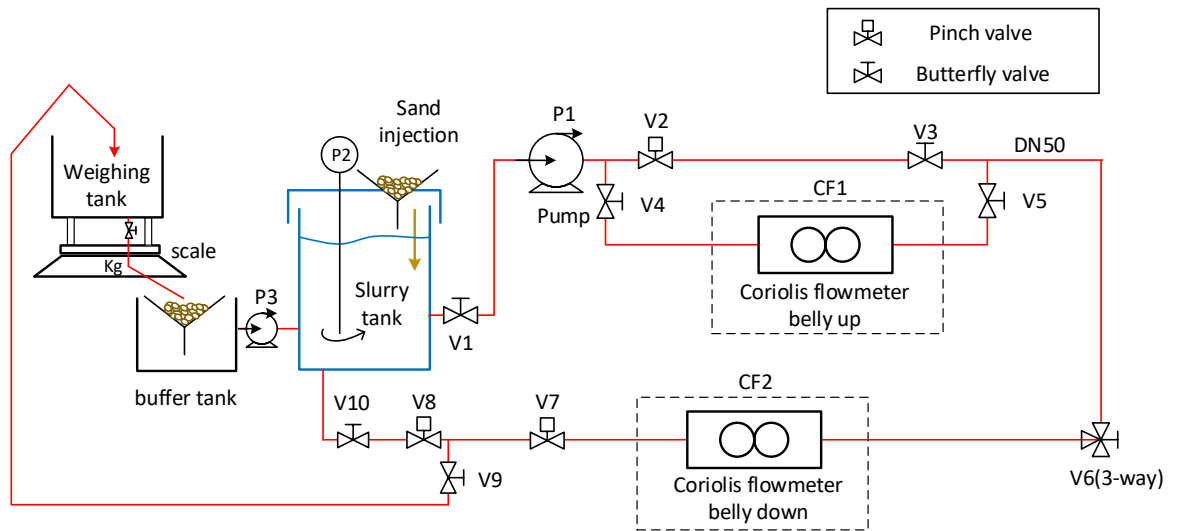 Pinch valve
Butterfly valve
Sand
injection
P1
V2
V3
DN50
P2
Weighing
tank
CF1
V4
V5
Pump
scale
Kg
Coriolis flowmeter
belly up
P3
Slurry
tank
V1
buffer tank
CF2
V10
V8
V7
V9
V6(3-way)
Coriolis flowmeter
belly down